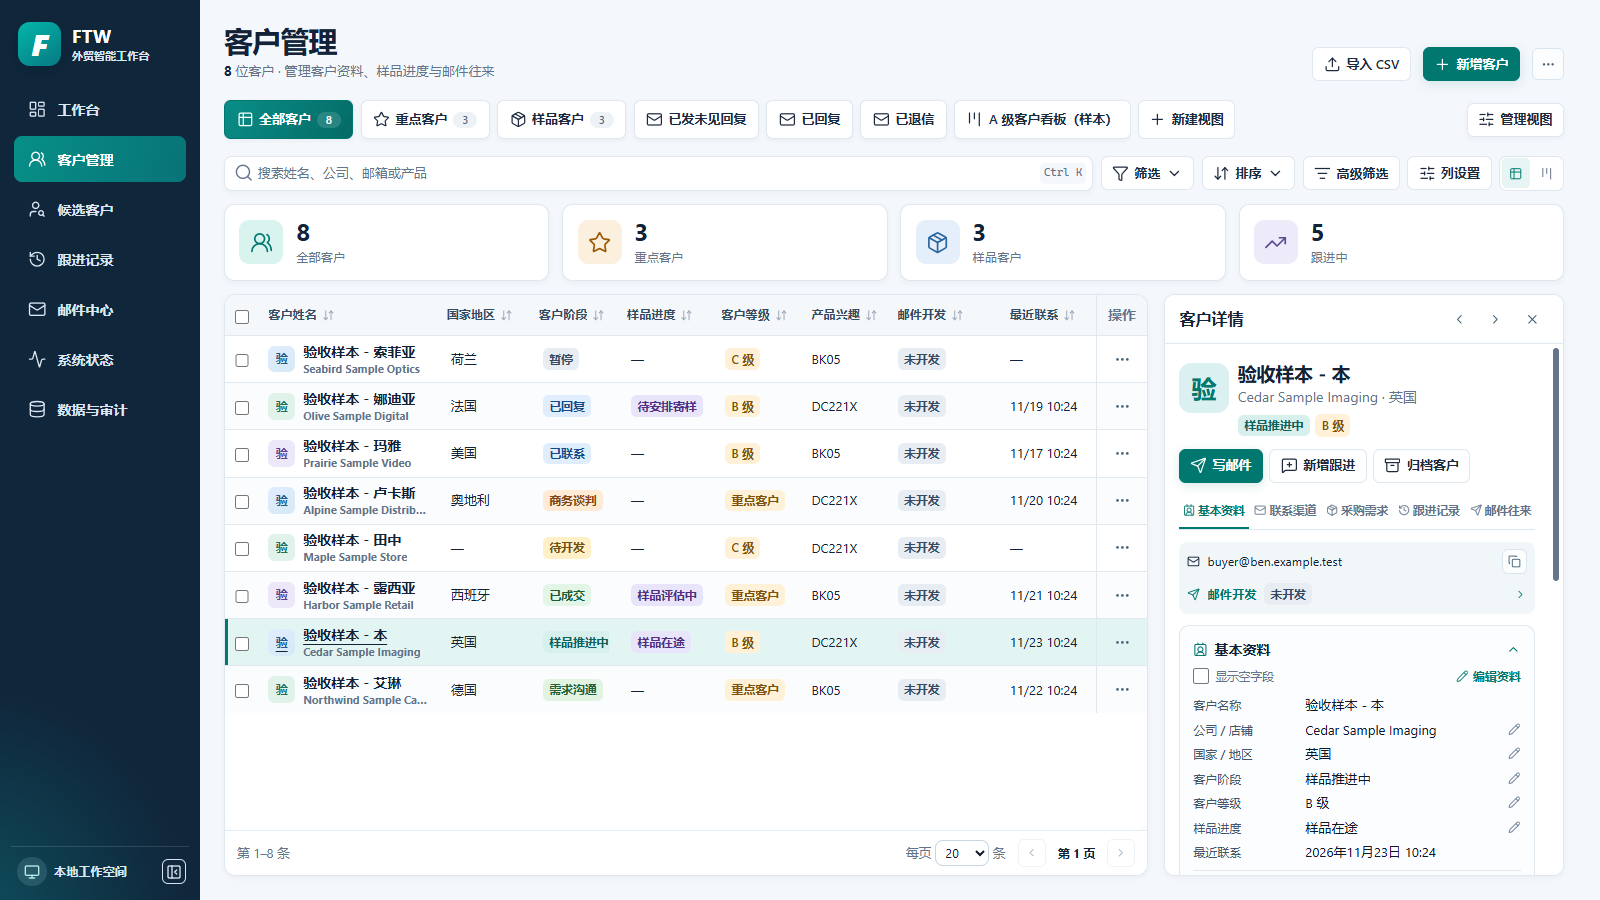 FTW
外贸智能工作台
工作台
客户管理
候选客户
跟进记录
邮件中心
系统状态
数据与审计
本地工作空间
客户管理
8 位客户 · 管理客户资料、样品进度与邮件往来
导入 CSV
新增客户
全部客户 8
重点客户 3
样品客户 3
已发未见回复
已回复
已退信
A 级客户看板（样本）
新建视图
管理视图
搜索姓名、公司、邮箱或产品
Ctrl K
筛选
排序
高级筛选
列设置
8
全部客户
3
重点客户
3
样品客户
5
跟进中
客户姓名 国家地区 客户阶段 样品进度 客户等级 产品兴趣 邮件开发 最近联系 操作
验 验收样本 - 索菲亚 荷兰 暂停 — C 级 BK05 未开发 —
Seabird Sample Optics
验 验收样本 - 娜迪亚 法国 已回复 待安排寄样 B 级 DC221X 未开发 11/19 10:24
Olive Sample Digital
验 验收样本 - 玛雅 美国 已联系 — B 级 BK05 未开发 11/17 10:24
Prairie Sample Video
验 验收样本 - 卢卡斯 奥地利 商务谈判 — 重点客户 DC221X 未开发 11/20 10:24
Alpine Sample Distrib...
验 验收样本 - 田中 — 待开发 — C 级 DC221X 未开发 —
Maple Sample Store
验 验收样本 - 露西亚 西班牙 已成交 样品评估中 重点客户 BK05 未开发 11/21 10:24
Harbor Sample Retail
验 验收样本 - 本 英国 样品推进中 样品在途 B 级 DC221X 未开发 11/23 10:24
Cedar Sample Imaging
验 验收样本 - 艾琳 德国 需求沟通 — 重点客户 BK05 未开发 11/22 10:24
Northwind Sample Ca...
第 1–8 条
每页 20 条
第 1 页
客户详情
验
验收样本 - 本
Cedar Sample Imaging · 英国
样品推进中 B 级
写邮件
新增跟进
归档客户
基本资料
联系渠道
采购需求
跟进记录
邮件往来
buyer@ben.example.test
邮件开发 未开发
基本资料
显示空字段
编辑资料
客户名称 验收样本 - 本
公司 / 店铺 Cedar Sample Imaging
国家 / 地区 英国
客户阶段 样品推进中
客户等级 B 级
样品进度 样品在途
最近联系 2026年11月23日 10:24